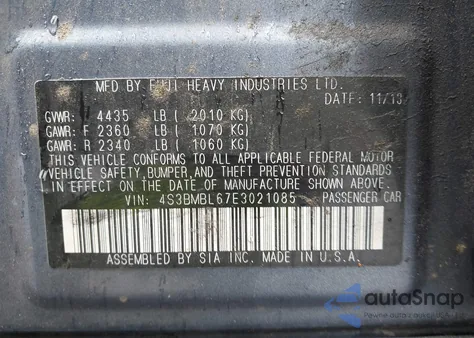 MFD BY FUJI HEAVY INDUSTRIES LTD.
DATE: 11/13
GVWR: 4435 LB ( 2010 KG)
GAWR: F 2360 LB ( 1070 KG)
GAWR: R 2340 LB ( 1060 KG)
THIS VEHICLE CONFORMS TO ALL APPLICABLE FEDERAL MOTOR
VEHICLE SAFETY, BUMPER, AND THEFT PREVENTION STANDARDS
IN EFFECT ON THE DATE OF MANUFACTURE SHOWN ABOVE.
VIN: 4S3BMBL67E3021085 PASSENGER CAR
ASSEMBLED BY SIA INC. MADE IN U.S.A.
autoSnap